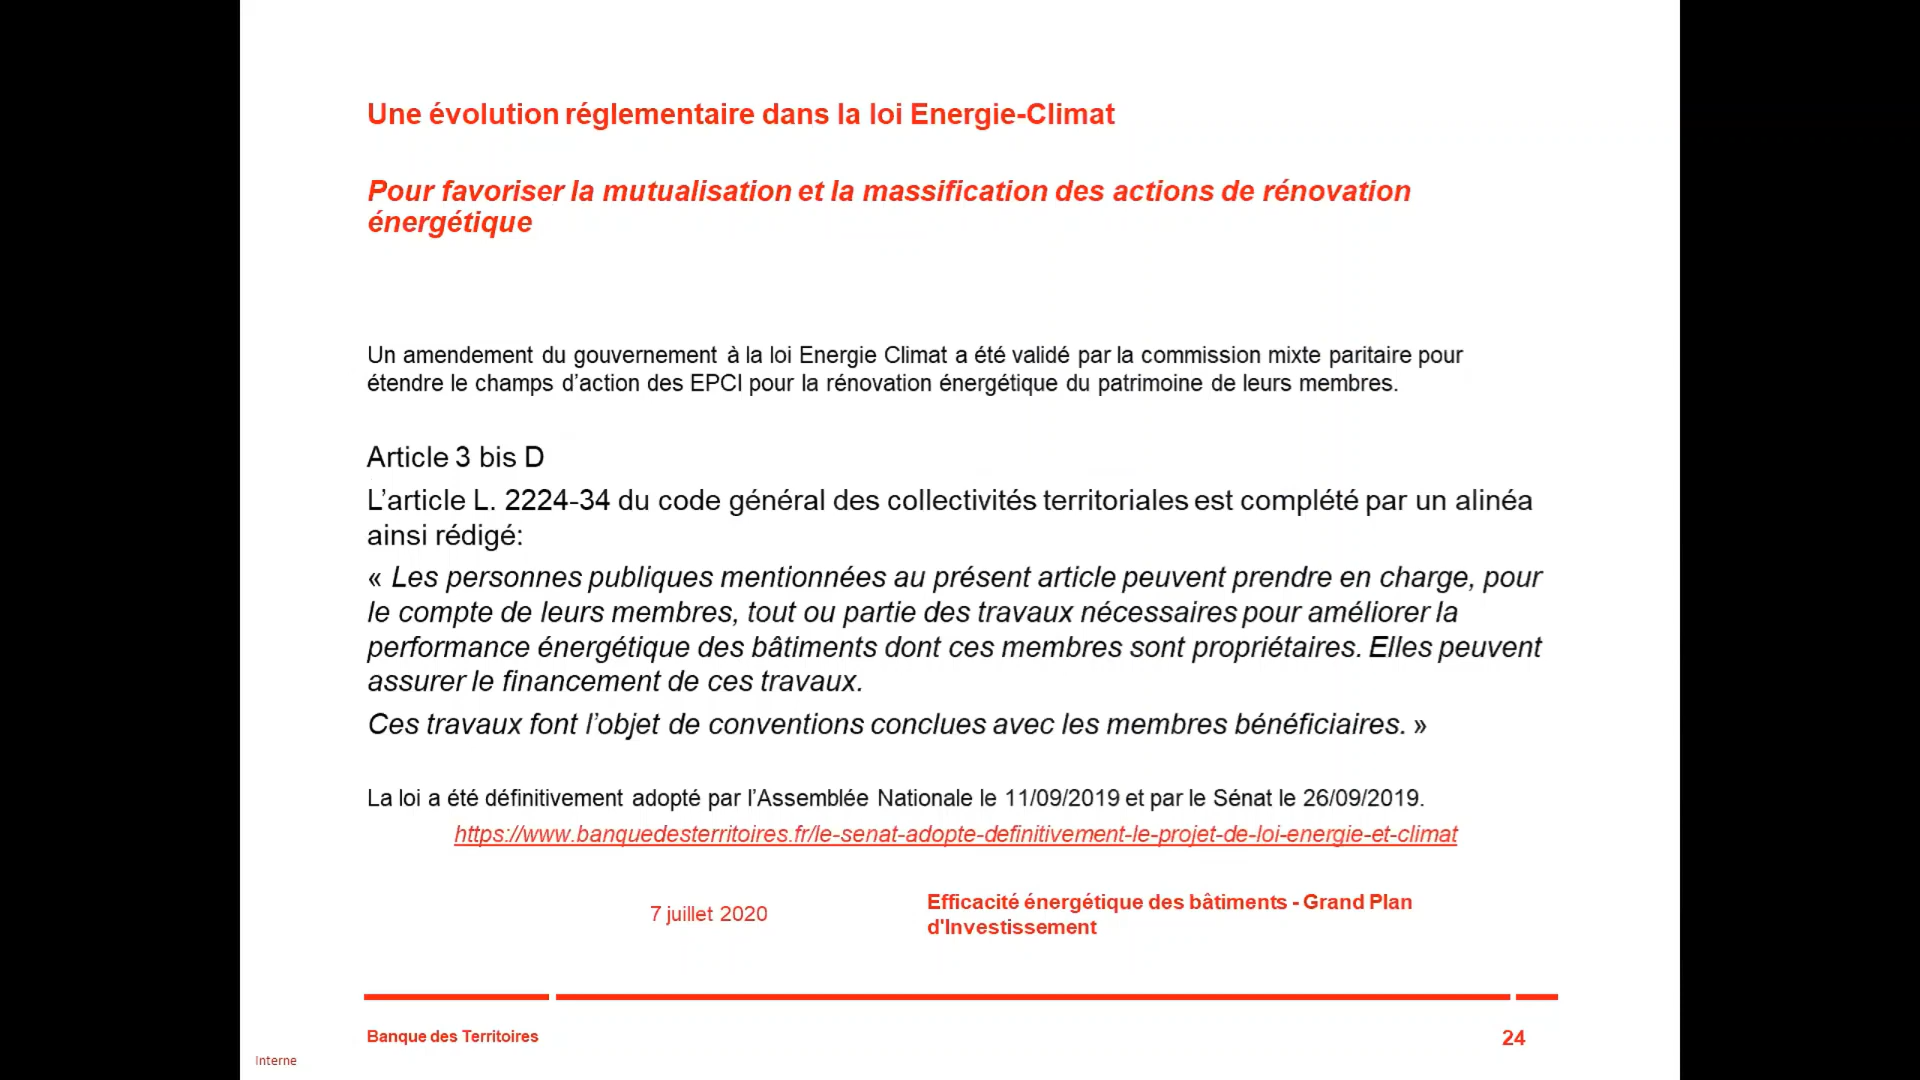 Une évolution réglementaire dans la loi Energie-Climat
Pour favoriser la mutualisation et la massification des actions de rénovation
énergétique
Un amendement du gouvernement à la loi Energie Climat a été validé par la commission mixte paritaire pour
étendre le champs d’action des EPCI pour la rénovation énergétique du patrimoine de leurs membres.
Article 3 bis D
L’article L. 2224-34 du code général des collectivités territoriales est complété par un alinéa
ainsi rédigé:
« Les personnes publiques mentionnées au présent article peuvent prendre en charge, pour
le compte de leurs membres, tout ou partie des travaux nécessaires pour améliorer la
performance énergétique des bâtiments dont ces membres sont propriétaires. Elles peuvent
assurer le financement de ces travaux.
Ces travaux font l’objet de conventions conclues avec les membres bénéficiaires. »
La loi a été définitivement adopté par l’Assemblée Nationale le 11/09/2019 et par le Sénat le 26/09/2019.
https://www.banquedesterritoires.fr/le-senat-adopte-definitivement-le-projet-de-loi-energie-et-climat
7 juillet 2020
Efficacité énergétique des bâtiments - Grand Plan
d'Investissement
Banque des Territoires
24
Interne